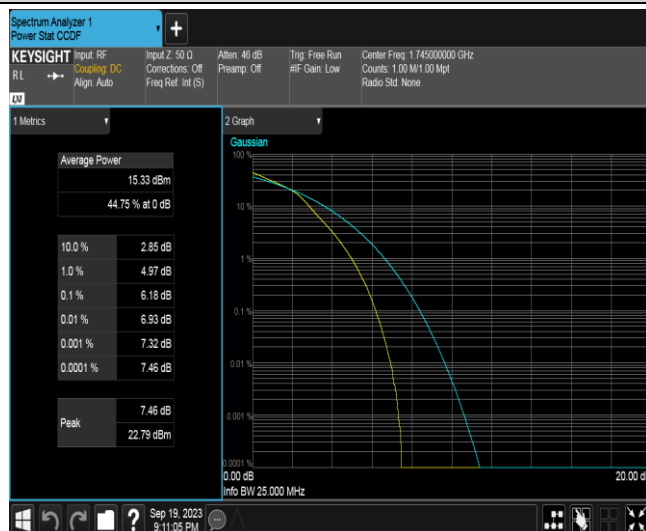 Spectrum Analyzer 1
Power Stat CCDF
KEYSIGHT
RL
LXI
Input: RF
Coupling: DC
Align: Auto
Input Z: 50 Ω
Corrections: Off
Freq Ref: Int (S)
Atten: 46 dB
Preamp: Off
Trig: Free Run
#IF Gain: Low
Center Freq: 1.745000000 GHz
Counts: 1.00 M/1.00 Mpt
Radio Std: None
1 Metrics
Average Power
15.33 dBm
44.75 % at 0 dB
10.0 % 2.85 dB
1.0 % 4.97 dB
0.1 % 6.18 dB
0.01 % 6.93 dB
0.001 % 7.32 dB
0.0001 % 7.46 dB
Peak 7.46 dB
22.79 dBm
2 Graph
Gaussian
100 %
10 %
1 %
0.1 %
0.01 %
0.001 %
0.0001 %
0.00 dB 20.00 dB
Info BW 25.000 MHz
?
Sep 19, 2023
9:11:05 PM